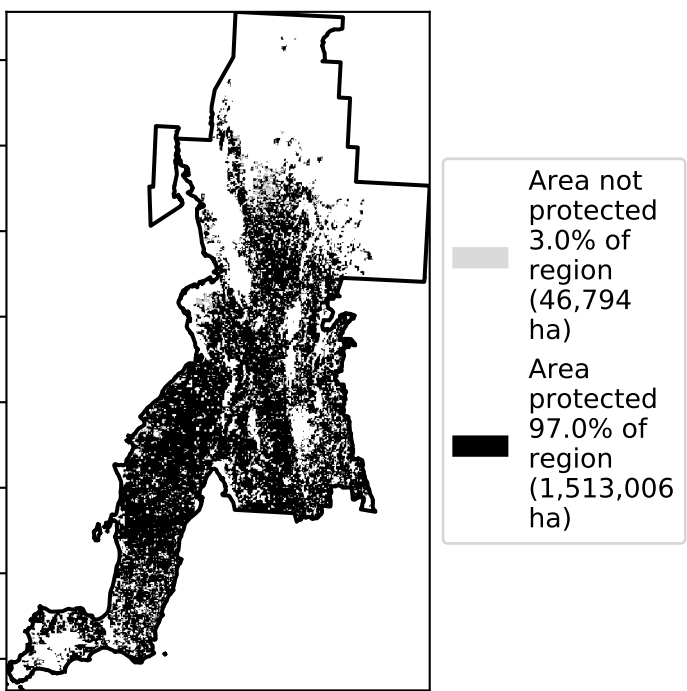 Area not
protected
3.0% of
region
(46,794
ha)
Area
protected
97.0% of
region
(1,513,006
ha)